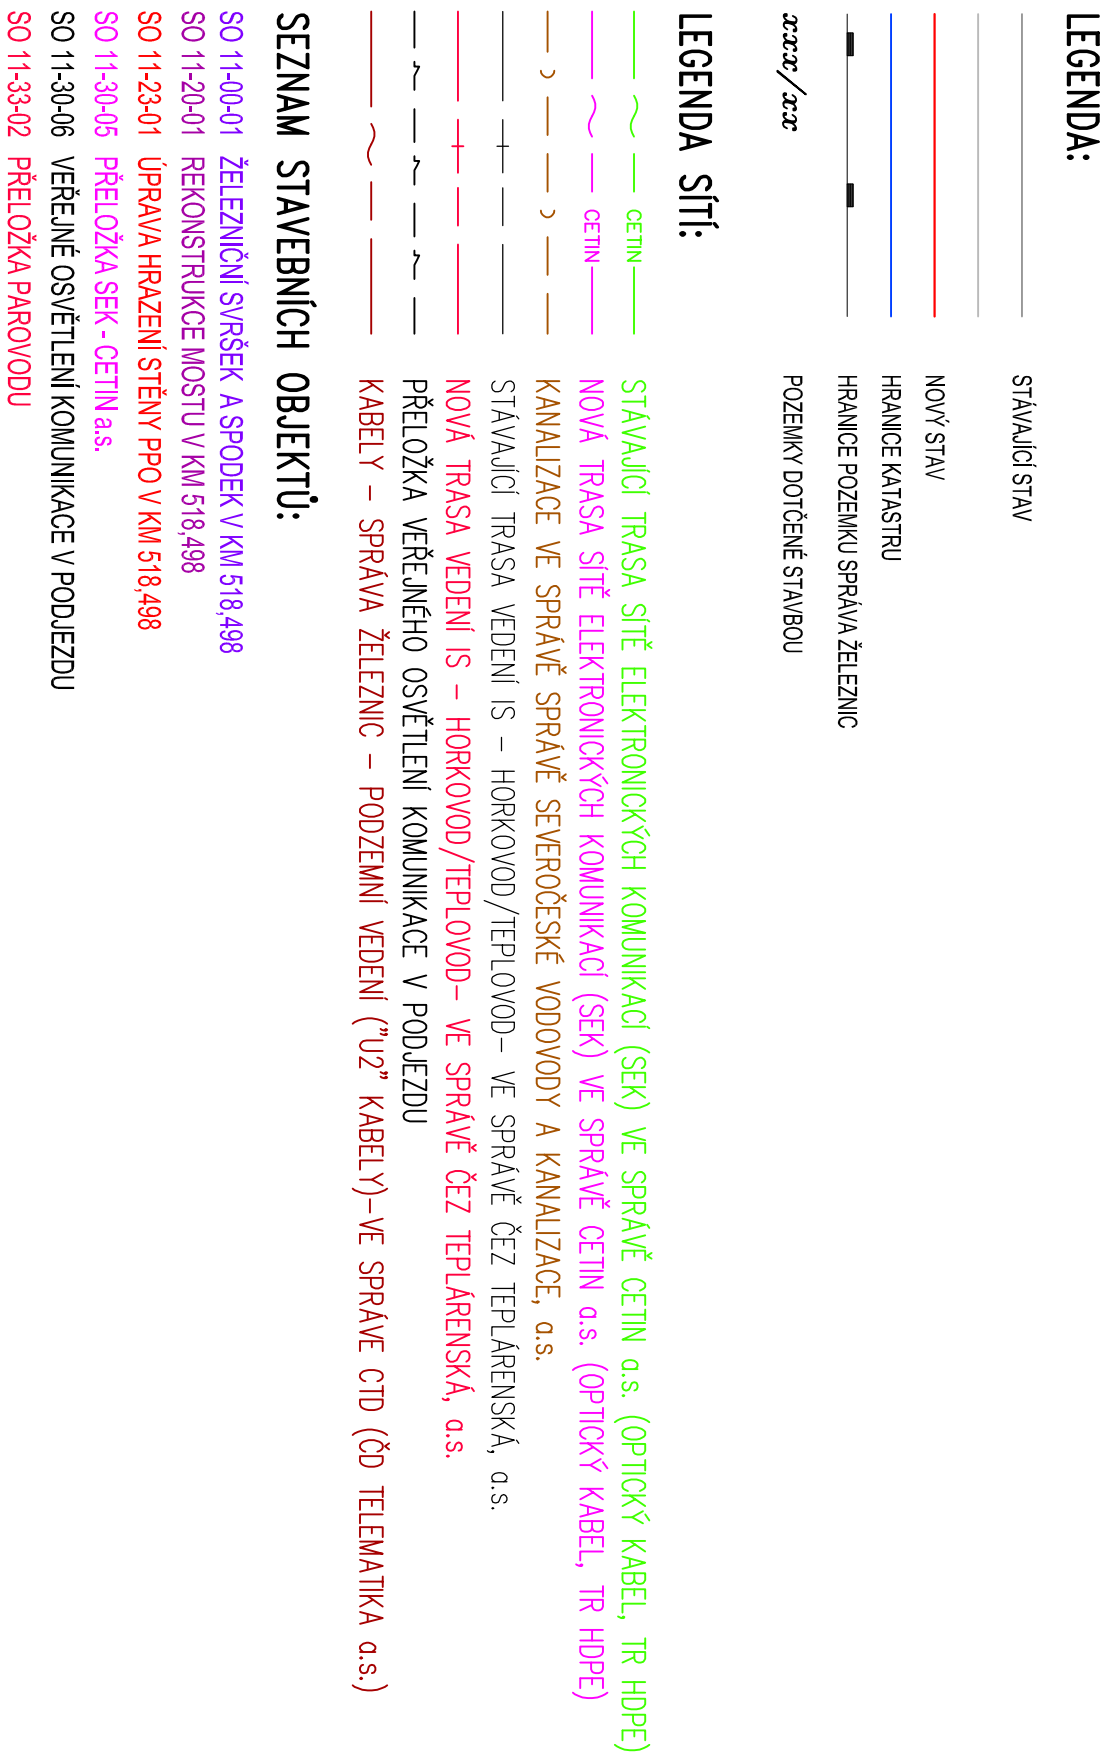 LEGENDA:
STÁVAJÍCÍ STAV
NOVÝ STAV
HRANICE KATASTRU
HRANICE POZEMKU SPRÁVA ŽELEZNIC
xxx/xx POZEMKY DOTČENÉ STAVBOU
LEGENDA SÍTÍ:
CETIN STÁVAJÍCÍ TRASA SÍTĚ ELEKTRONICKÝCH KOMUNIKACÍ (SEK) VE SPRÁVĚ CETIN a.s. (OPTICKÝ KABEL, TR HDPE)
CETIN NOVÁ TRASA SÍTĚ ELEKTRONICKÝCH KOMUNIKACÍ (SEK) VE SPRÁVĚ CETIN a.s. (OPTICKÝ KABEL, TR HDPE)
KANALIZACE VE SPRÁVĚ SPRÁVĚ SEVEROČESKÉ VODOVODY A KANALIZACE, a.s.
STÁVAJÍCÍ TRASA VEDENÍ IS – HORKOVOD/TEPLOVOD– VE SPRÁVĚ ČEZ TEPLÁRENSKÁ, a.s.
NOVÁ TRASA VEDENÍ IS – HORKOVOD/TEPLOVOD– VE SPRÁVĚ ČEZ TEPLÁRENSKÁ, a.s.
PŘELOŽKA VEŘEJNÉHO OSVĚTLENÍ KOMUNIKACE V PODJEZDU
KABELY – SPRÁVA ŽELEZNIC – PODZEMNÍ VEDENÍ ("U2" KABELY)–VE SPRÁVE CTD (ČD TELEMATIKA a.s.)
SEZNAM STAVEBNÍCH OBJEKTŮ:
SO 11-00-01 ŽELEZNIČNÍ SVRŠEK A SPODEK V KM 518,498
SO 11-20-01 REKONSTRUKCE MOSTU V KM 518,498
SO 11-23-01 ÚPRAVA HRAZENÍ STĚNY PPO V KM 518,498
SO 11-30-05 PŘELOŽKA SEK - CETIN a.s.
SO 11-30-06 VEŘEJNÉ OSVĚTLENÍ KOMUNIKACE V PODJEZDU
SO 11-33-02 PŘELOŽKA PAROVODU